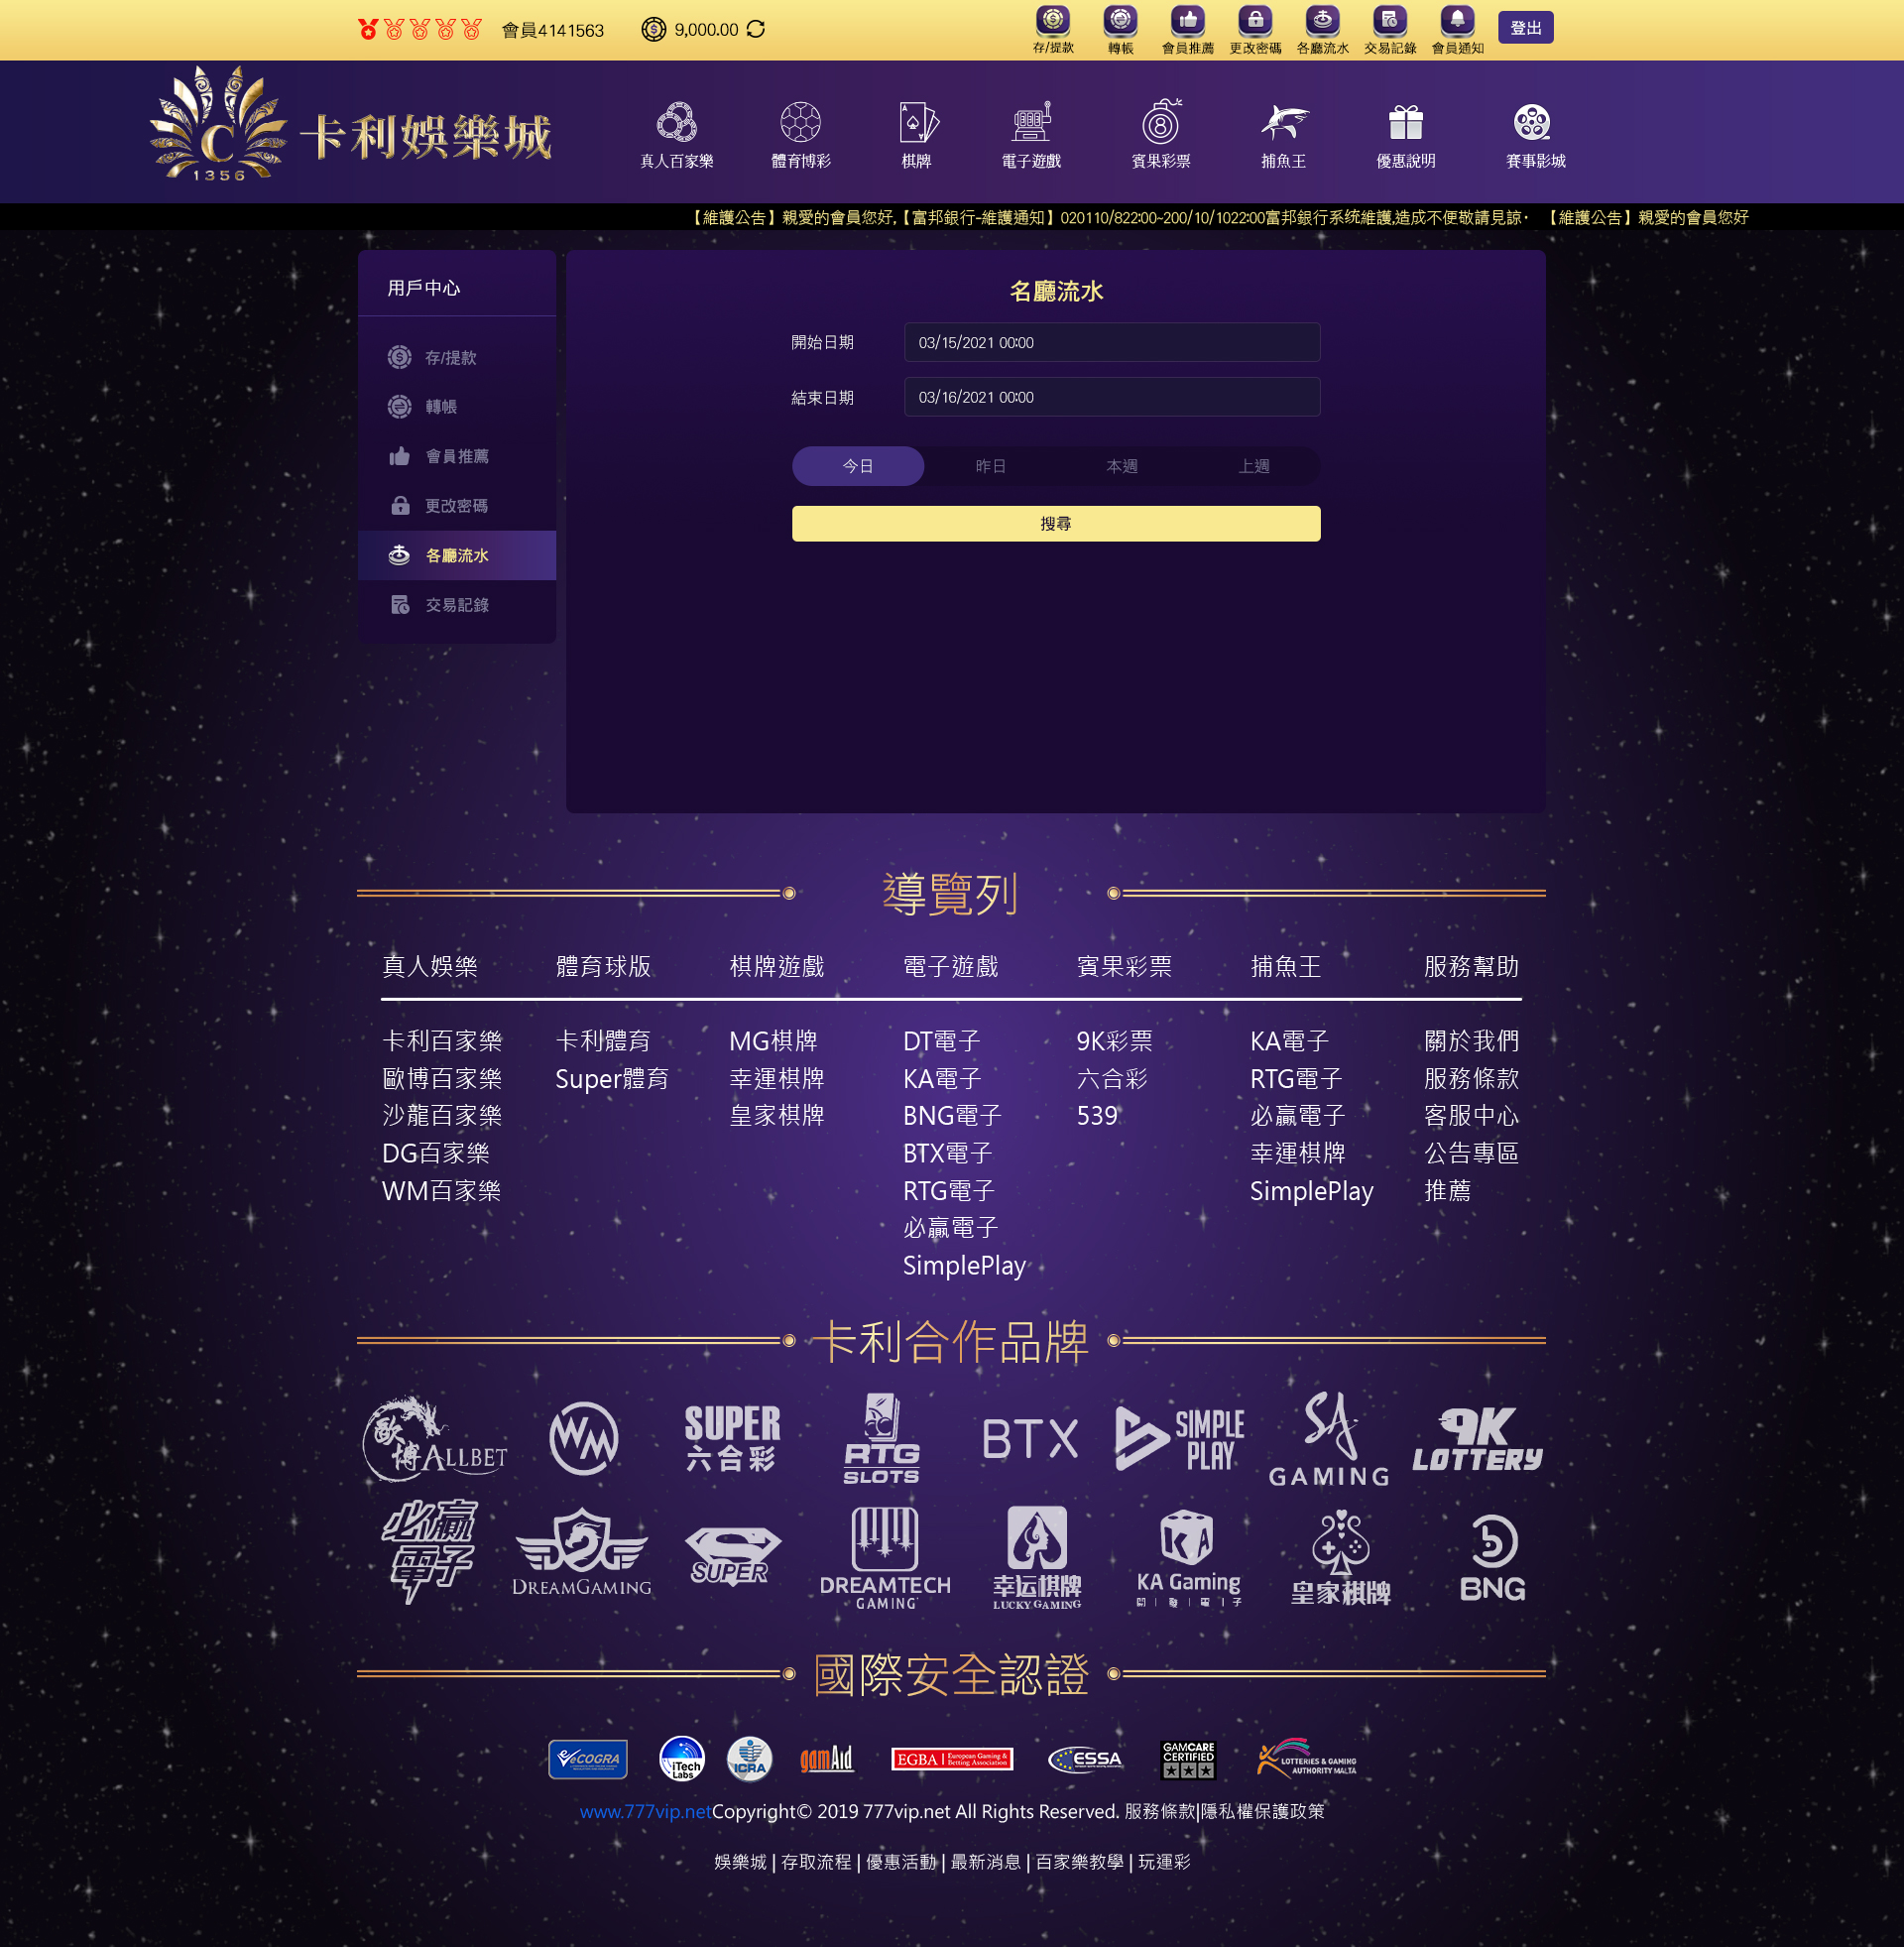 會員4141563 9,000.00
存/提款 轉帳 會員推薦 更改密碼 各廳流水 交易記錄 會員通知 登出
C 1356 卡利娛樂城
真人百家樂 體育博彩 棋牌 電子遊戲 賓果彩票 捕魚王 優惠說明 賽事影城
【維護公告】親愛的會員您好,【富邦銀行-維護通知】020110/822:00~200/10/1022:00富邦銀行系統維護,造成不便敬請見諒· 【維護公告】親愛的會員您好
用戶中心
存/提款
轉帳
會員推薦
更改密碼
各廳流水
交易記錄
名廳流水
開始日期 03/15/2021 00:00
結束日期 03/16/2021 00:00
今日 昨日 本週 上週
搜尋
導覽列
真人娛樂 體育球版 棋牌遊戲 電子遊戲 賓果彩票 捕魚王 服務幫助
卡利百家樂 卡利體育 MG棋牌 DT電子 9K彩票 KA電子 關於我們
歐博百家樂 Super體育 幸運棋牌 KA電子 六合彩 RTG電子 服務條款
沙龍百家樂 皇家棋牌 BNG電子 539 必贏電子 客服中心
DG百家樂 BTX電子 幸運棋牌 公告專區
WM百家樂 RTG電子 SimplePlay 推薦
必贏電子
SimplePlay
卡利合作品牌
歐博ALLBET WM SUPER 六合彩 RTG SLOTS BTX SIMPLE PLAY SA GAMING 9K LOTTERY
必贏電子 DREAMGAMING SUPER DREAMTECH GAMING 幸运棋牌 LUCKY GAMING KA Gaming 皇家棋牌 BNG
國際安全認證
eCOGRA iTech Labs ICRA gamAid EGBA European Gaming & Betting Association ESSA GAMCARE CERTIFIED LOTTERIES & GAMING AUTHORITY MALTA
www.777vip.netCopyright© 2019 777vip.net All Rights Reserved. 服務條款|隱私權保護政策
娛樂城 | 存取流程 | 優惠活動 | 最新消息 | 百家樂教學 | 玩運彩